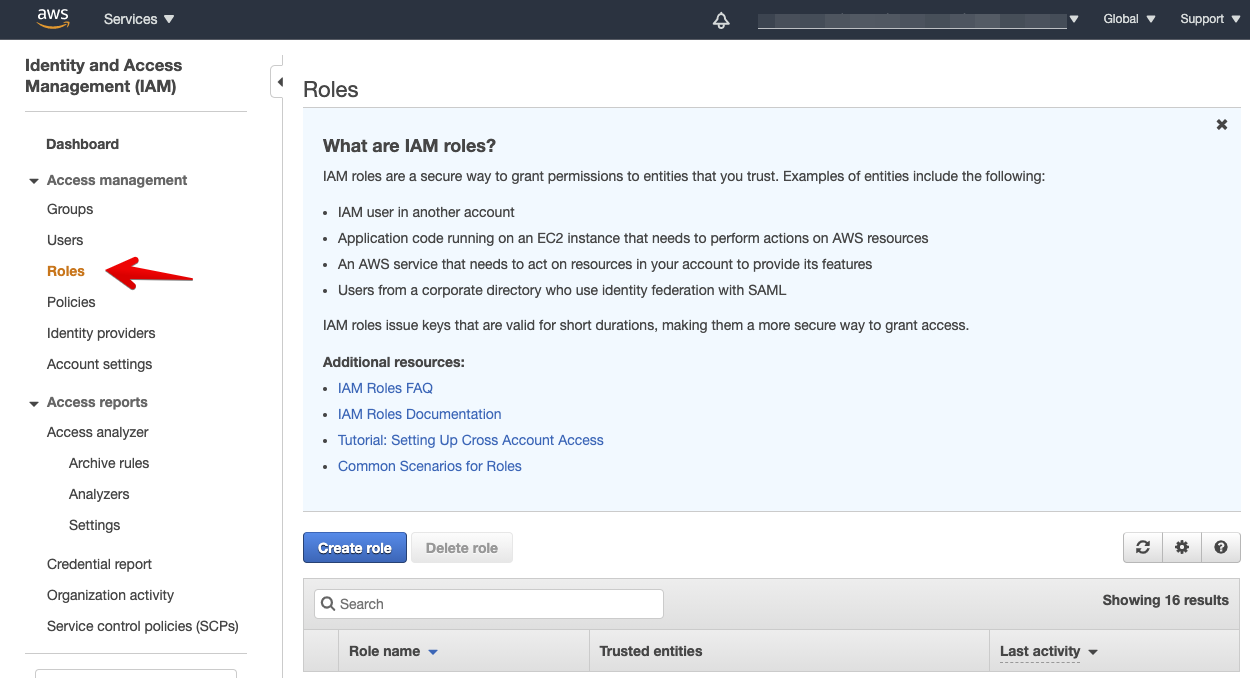 aws Services Global Support
Identity and Access
Management (IAM)
Dashboard
Access management
Groups
Users
Roles
Policies
Identity providers
Account settings
Access reports
Access analyzer
Archive rules
Analyzers
Settings
Credential report
Organization activity
Service control policies (SCPs)
Roles
What are IAM roles?
IAM roles are a secure way to grant permissions to entities that you trust. Examples of entities include the following:
• IAM user in another account
• Application code running on an EC2 instance that needs to perform actions on AWS resources
• An AWS service that needs to act on resources in your account to provide its features
• Users from a corporate directory who use identity federation with SAML
IAM roles issue keys that are valid for short durations, making them a more secure way to grant access.
Additional resources:
• IAM Roles FAQ
• IAM Roles Documentation
• Tutorial: Setting Up Cross Account Access
• Common Scenarios for Roles
Create role Delete role
Search Showing 16 results
Role name Trusted entities Last activity